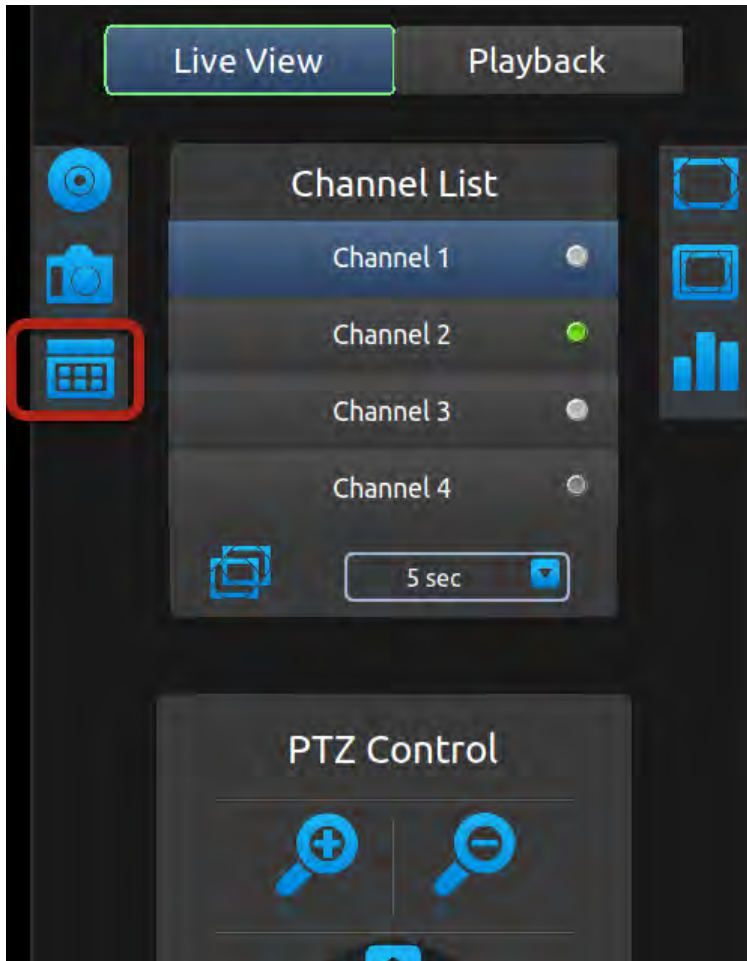 Live View Playback
Channel List
Channel 1
Channel 2
Channel 3
Channel 4
5 sec
PTZ Control